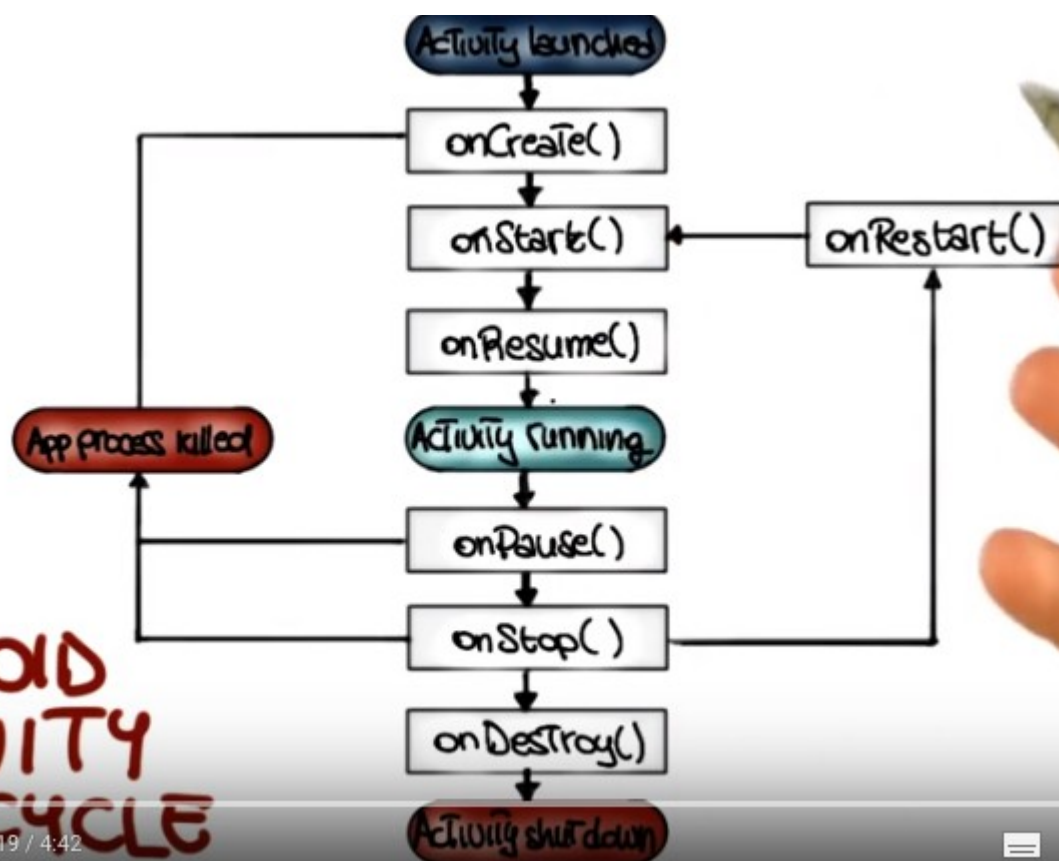 Activity launched
onCreate()
onStart()
onRestart()
onResume()
App process killed
Activity running
onPause()
onStop()
onDestroy()
OID
ITY
CYCLE
Activity shut down
19 / 4:42